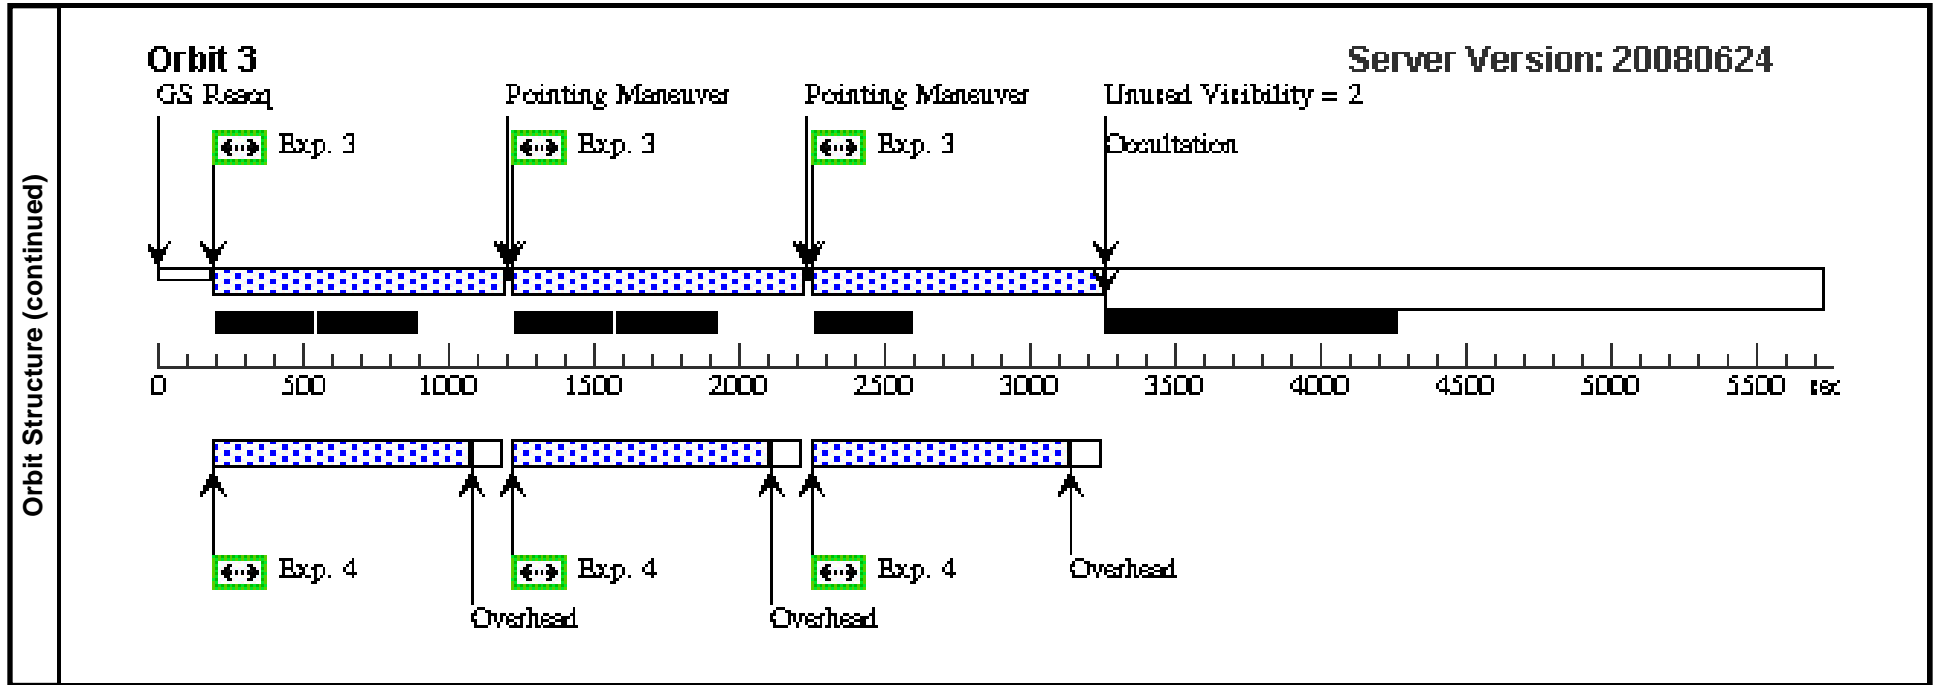 Orbit Structure (continued)
Orbit 3
Server Version: 20080624
GS Reacq
Pointing Maneuver
Pointing Maneuver
Unused Visibility = 2
Exp. 3
Exp. 3
Exp. 3
Occultation
0 500 1000 1500 2000 2500 3000 3500 4000 4500 5000 5500 sec
Exp. 4
Exp. 4
Exp. 4
Overhead
Overhead
Overhead